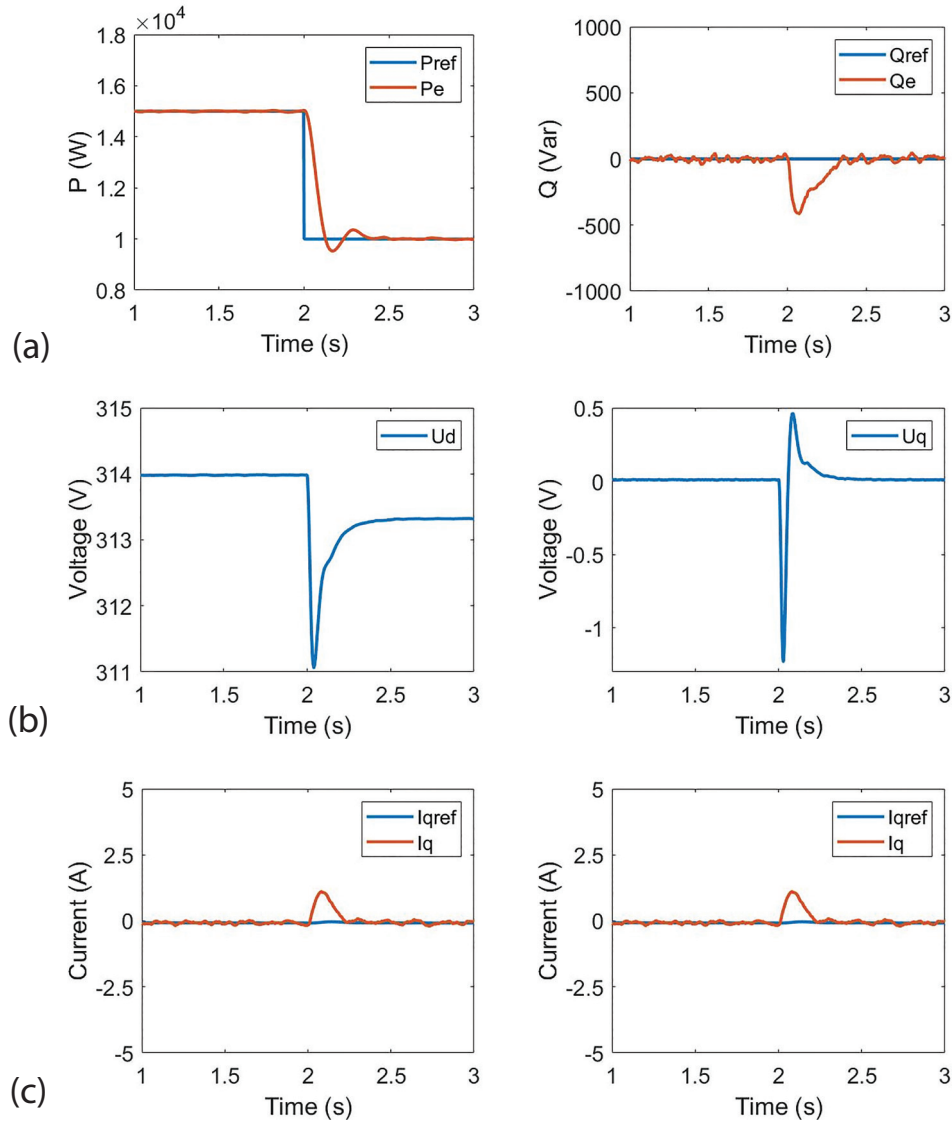 ×10⁴
1.8
1.6
1.4
1.2
1
0.8
P (W)
Pref
Pe
1
1.5
2
2.5
3
Time (s)
1000
500
0
-500
-1000
Q (Var)
Qref
Qe
1
1.5
2
2.5
3
Time (s)
(a)
315
314
313
312
311
Voltage (V)
Ud
1
1.5
2
2.5
3
Time (s)
0.5
0
-0.5
-1
Voltage (V)
Uq
1
1.5
2
2.5
3
Time (s)
(b)
5
2.5
0
-2.5
-5
Current (A)
Iqref
Iq
1
1.5
2
2.5
3
Time (s)
5
2.5
0
-2.5
-5
Current (A)
Iqref
Iq
1
1.5
2
2.5
3
Time (s)
(c)